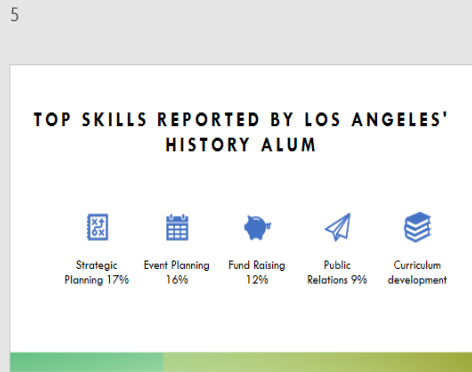 5
TOP SKILLS REPORTED BY LOS ANGELES'
HISTORY ALUM
Strategic
Planning 17%
Event Planning
16%
Fund Raising
12%
Public
Relations 9%
Curriculum
development